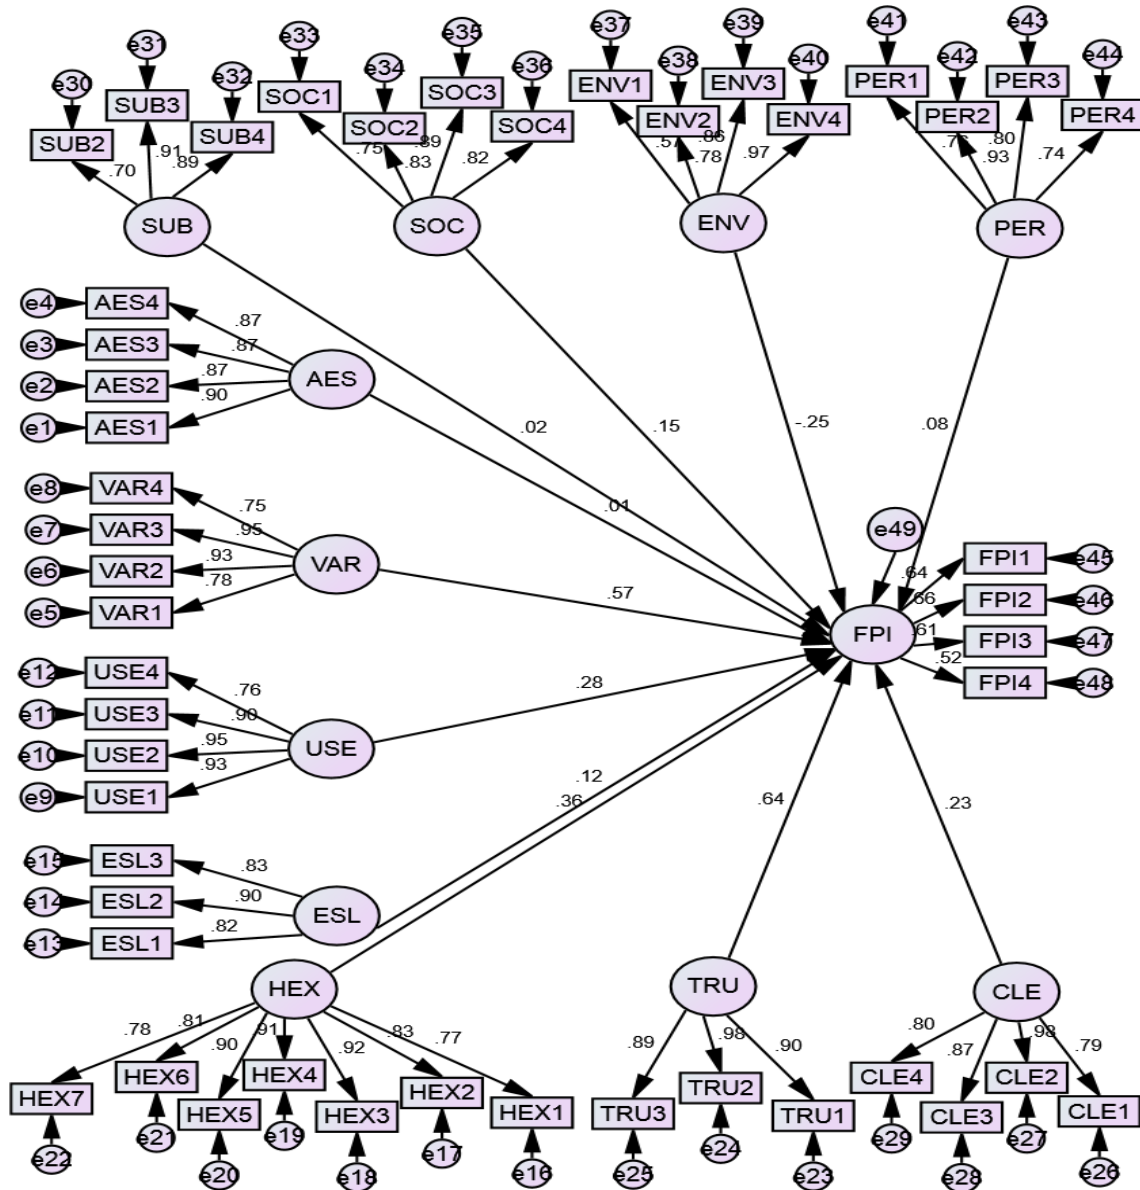 e31 e33 e35 e37 e39 e41 e43
e30 e32 e34 e36 e38 e40 e42 e44
SUB2 SUB3 SUB4 SOC1 SOC2 SOC3 SOC4 ENV1 ENV2 ENV3 ENV4 PER1 PER2 PER3 PER4
.70 .91 .89 .75 .83 .89 .82 .57 .78 .86 .97 .93 .80 .74
SUB SOC ENV PER
e4 AES4 .87
e3 AES3 .87
e2 AES2 .87
e1 AES1 .90
AES
.02 .15 -.25 .08
.01
e8 VAR4 .75
e7 VAR3 .95
e6 VAR2 .93
e5 VAR1 .78
VAR
.57
e49
.64 FPI1 e45
.66 FPI2 e46
.61 FPI3 e47
.52 FPI4 e48
FPI
e12 USE4 .76
e11 USE3 .90
e10 USE2 .95
e9 USE1 .93
USE
.28
.12
.36
.64
.23
e15 ESL3 .83
e14 ESL2 .90
e13 ESL1 .82
ESL
HEX TRU CLE
.78 .81 .90 .91 .92 .83 .77 .89 .98 .90 .80 .87 .98 .79
HEX7 HEX6 HEX5 HEX4 HEX3 HEX2 HEX1 TRU3 TRU2 TRU1 CLE4 CLE3 CLE2 CLE1
e22 e21 e20 e19 e18 e17 e16 e25 e24 e23 e29 e28 e27 e26